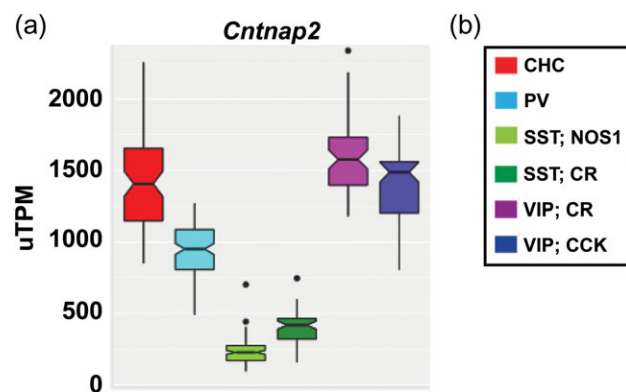 (a)
Cntnap2
uTPM
2000
1500
1000
500
0
(b)
CHC
PV
SST; NOS1
SST; CR
VIP; CR
VIP; CCK